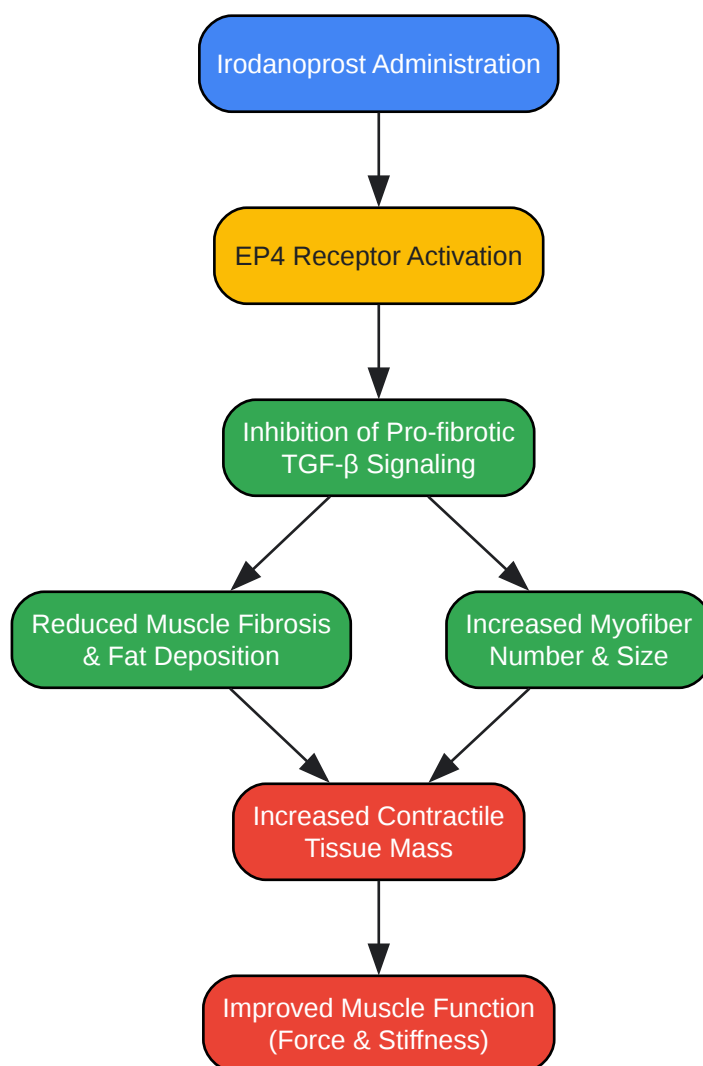 Irodanoprost Administration
EP4 Receptor Activation
Inhibition of Pro-fibrotic
TGF-β Signaling
Reduced Muscle Fibrosis
& Fat Deposition
Increased Myofiber
Number & Size
Increased Contractile
Tissue Mass
Improved Muscle Function
(Force & Stiffness)